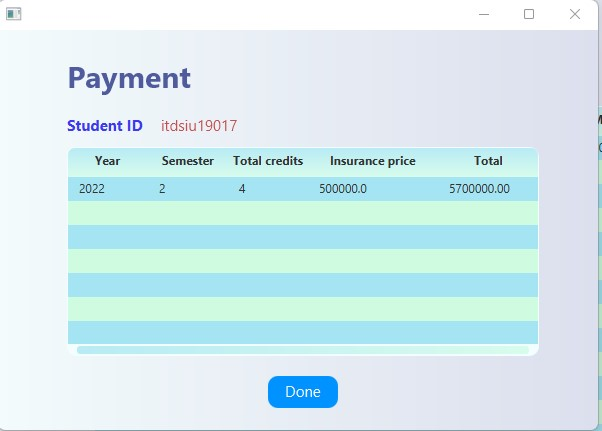 Payment
Student ID itdsiu19017
Year Semester Total credits Insurance price Total
2022 2 4 500000.0 5700000.00
Done